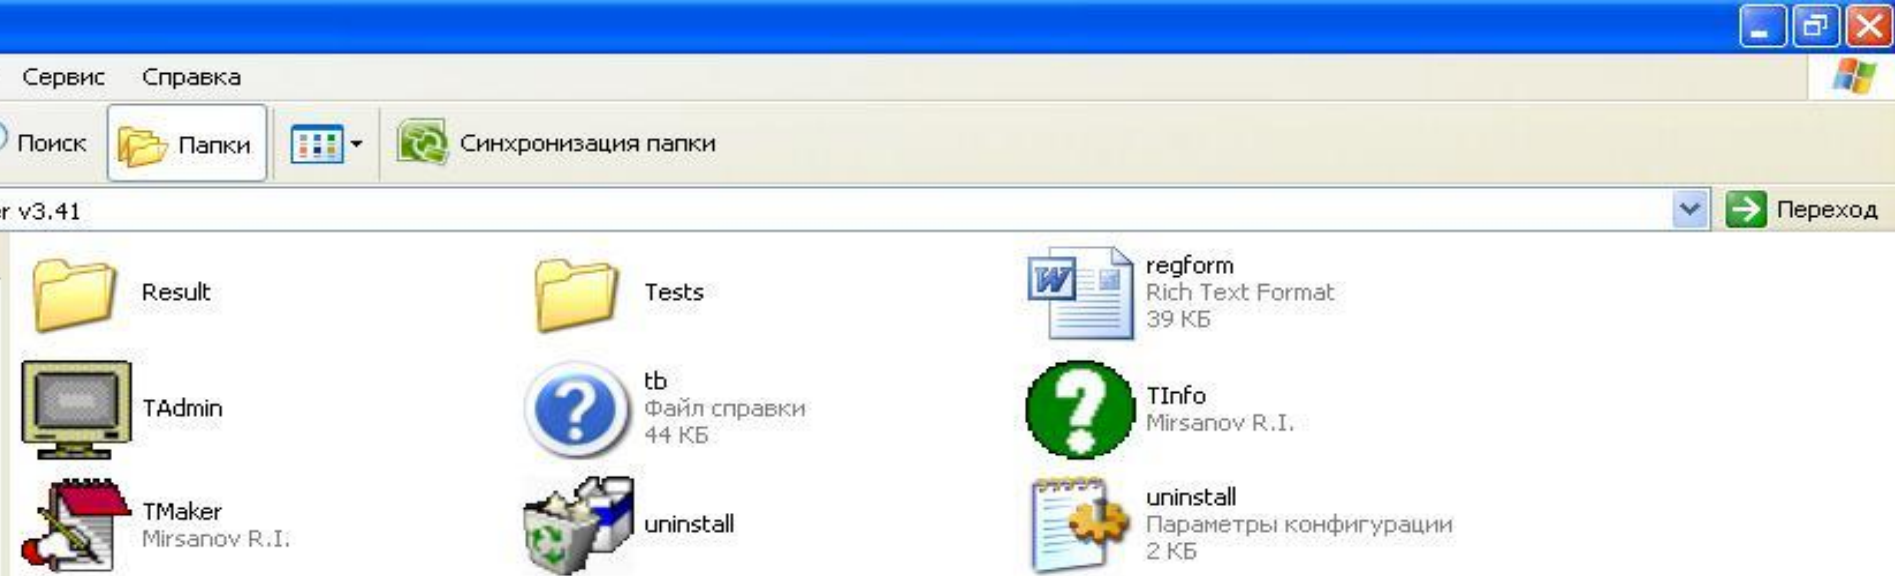 Сервис Справка
Поиск Папки Синхронизация папки
er v3.41 Переход
Result
Tests
regform
Rich Text Format
39 КБ
TAdmin
tb
Файл справки
44 КБ
TInfo
Mirsanov R.I.
TMaker
Mirsanov R.I.
uninstall
uninstall
Параметры конфигурации
2 КБ